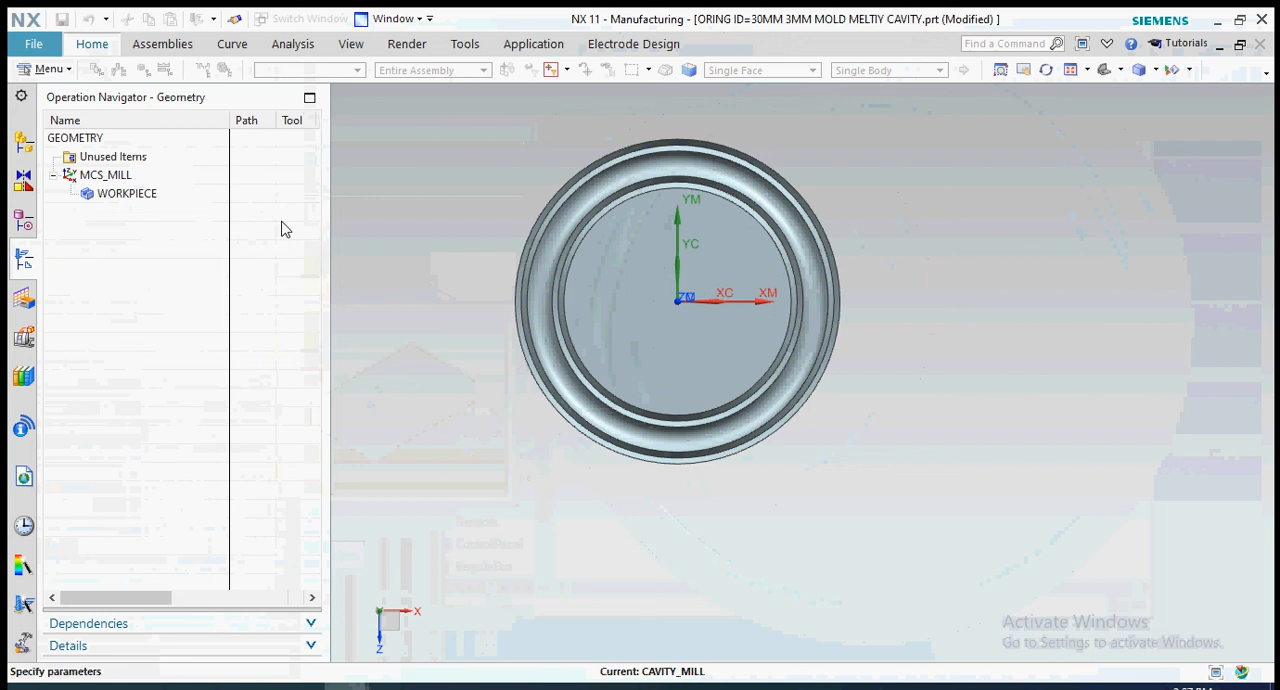 NX Switch Window Window NX 11 - Manufacturing - [ORING ID=30MM 3MM MOLD MELTIY CAVITY.prt (Modified) ] SIEMENS
File Home Assemblies Curve Analysis View Render Tools Application Electrode Design Find a Command Tutorials
Menu Entire Assembly Single Face Single Body
Operation Navigator - Geometry
Name Path Tool
GEOMETRY
Unused Items
MCS_MILL
WORKPIECE
YM
YC
ZM XC XM
X
Z
Dependencies
Details
Activate Windows
Go to Settings to activate Windows.
Specify parameters Current: CAVITY_MILL